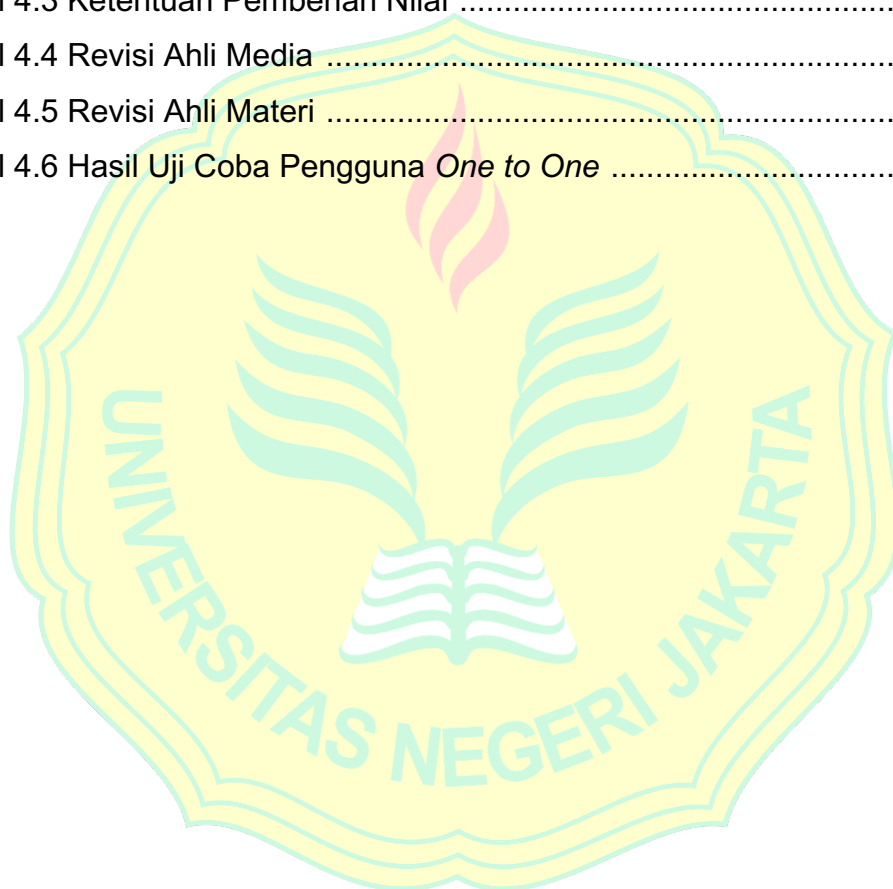 l 4.3 Ketentuan Pemberian Nilai ..................................................
l 4.4 Revisi Ahli Media .................................................................
l 4.5 Revisi Ahli Materi .................................................................
l 4.6 Hasil Uji Coba Pengguna One to One .................................
UNIVERSITAS NEGERI JAKARTA